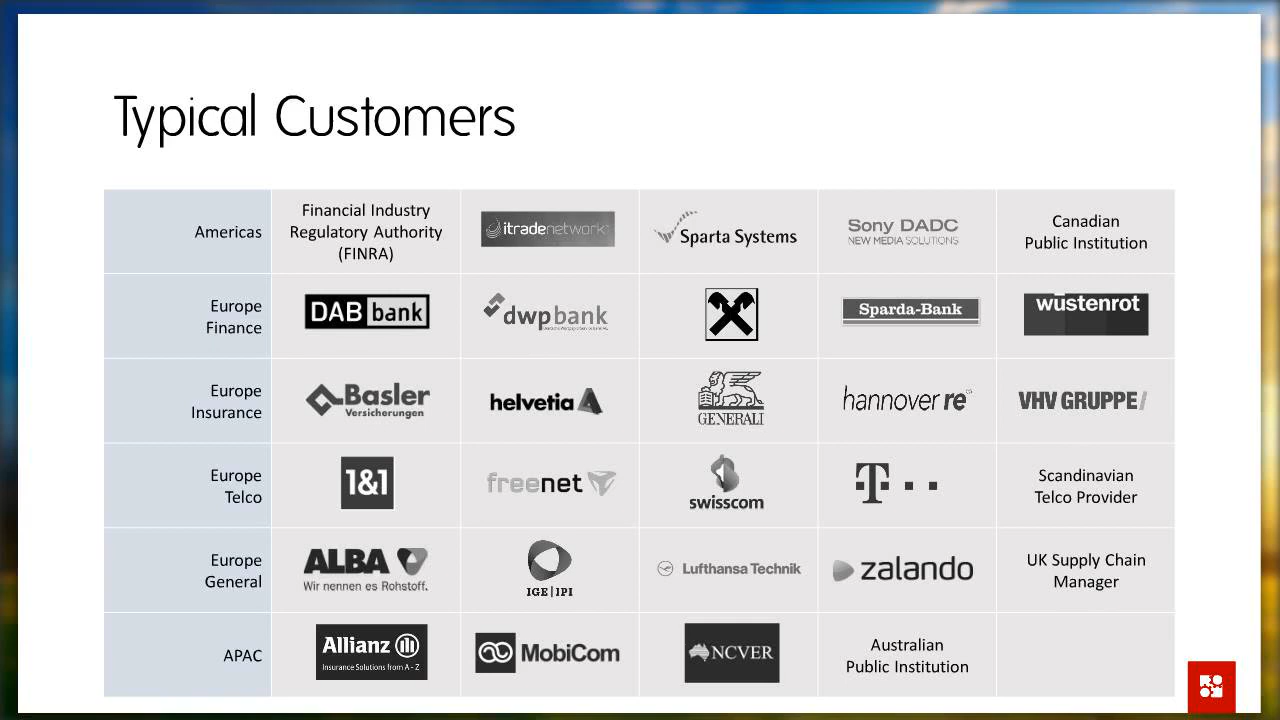 Typical Customers
Americas
Financial Industry
Regulatory Authority
(FINRA)
itradenetwork
Sparta Systems
Sony DADC
NEW MEDIA SOLUTIONS
Canadian
Public Institution
Europe
Finance
DAB bank
dwpbank
Sparda-Bank
wüstenrot
Europe
Insurance
Basler
Versicherungen
helvetia
GENERALI
hannover re
VHV GRUPPE/
Europe
Telco
1&1
freenet
swisscom
T
Scandinavian
Telco Provider
Europe
General
ALBA
Wir nennen es Rohstoff.
IGE|IPI
Lufthansa Technik
zalando
UK Supply Chain
Manager
APAC
Allianz
Insurance Solutions from A - Z
MobiCom
NCVER
Australian
Public Institution